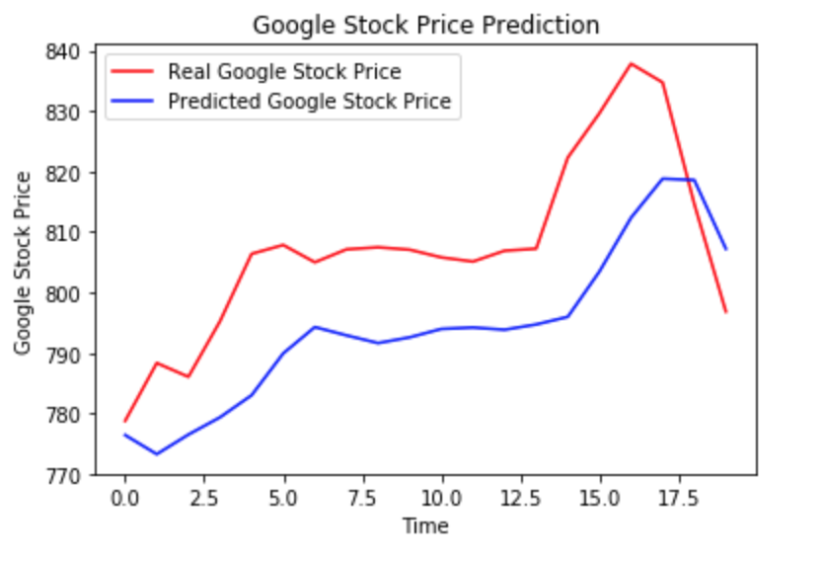 Google Stock Price Prediction
Real Google Stock Price
Predicted Google Stock Price
Google Stock Price
840
830
820
810
800
790
780
770
0.0 2.5 5.0 7.5 10.0 12.5 15.0 17.5
Time